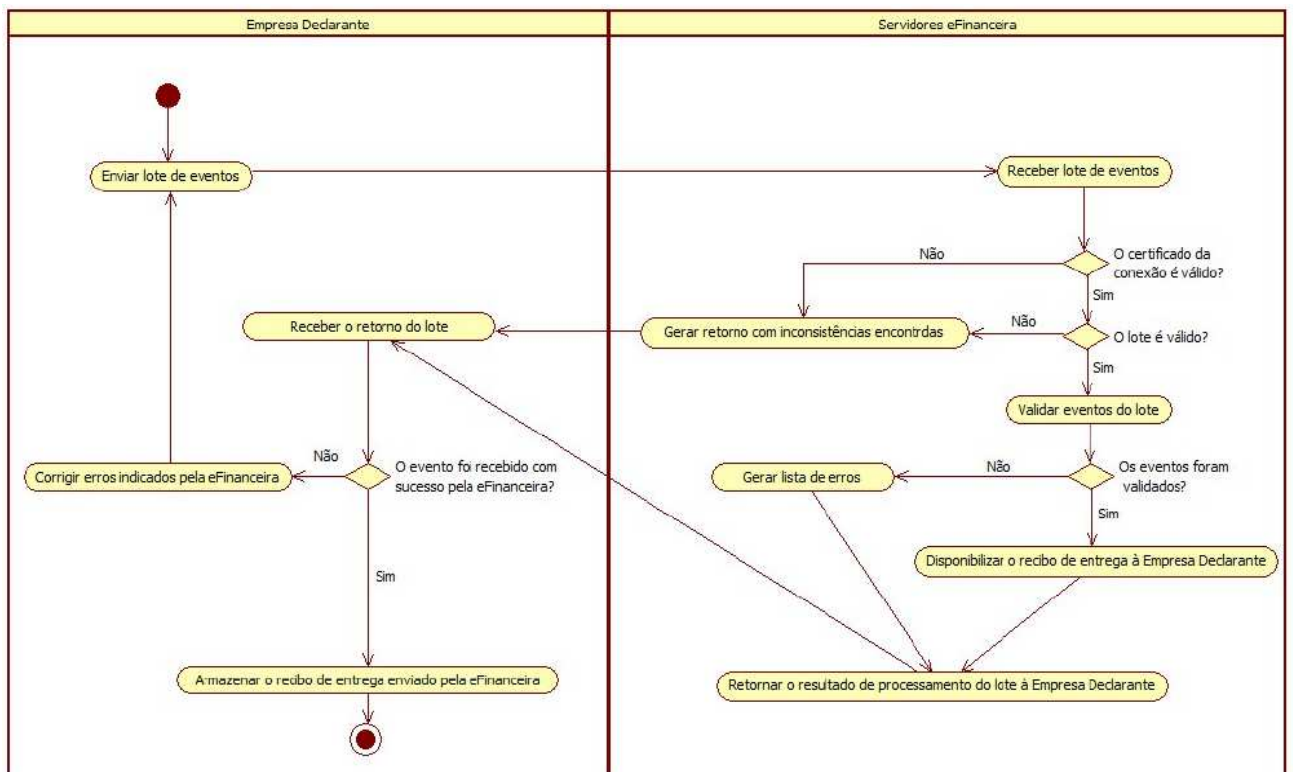 Empresa Declarante
Servidores eFinanceira
Enviar lote de eventos
Receber lote de eventos
Não
O certificado da
conexão é válido?
Sim
Receber o retorno do lote
Gerar retorno com inconsistências encontrdas
Não
O lote é válido?
Sim
Validar eventos do lote
Não
Corrigir erros indicados pela eFinanceira
O evento foi recebido com
sucesso pela eFinanceira?
Gerar lista de erros
Não
Os eventos foram
validados?
Sim
Disponibilizar o recibo de entrega à Empresa Declarante
Sim
Armazenar o recibo de entrega enviado pela eFinanceira
Retornar o resultado de processamento do lote à Empresa Declarante